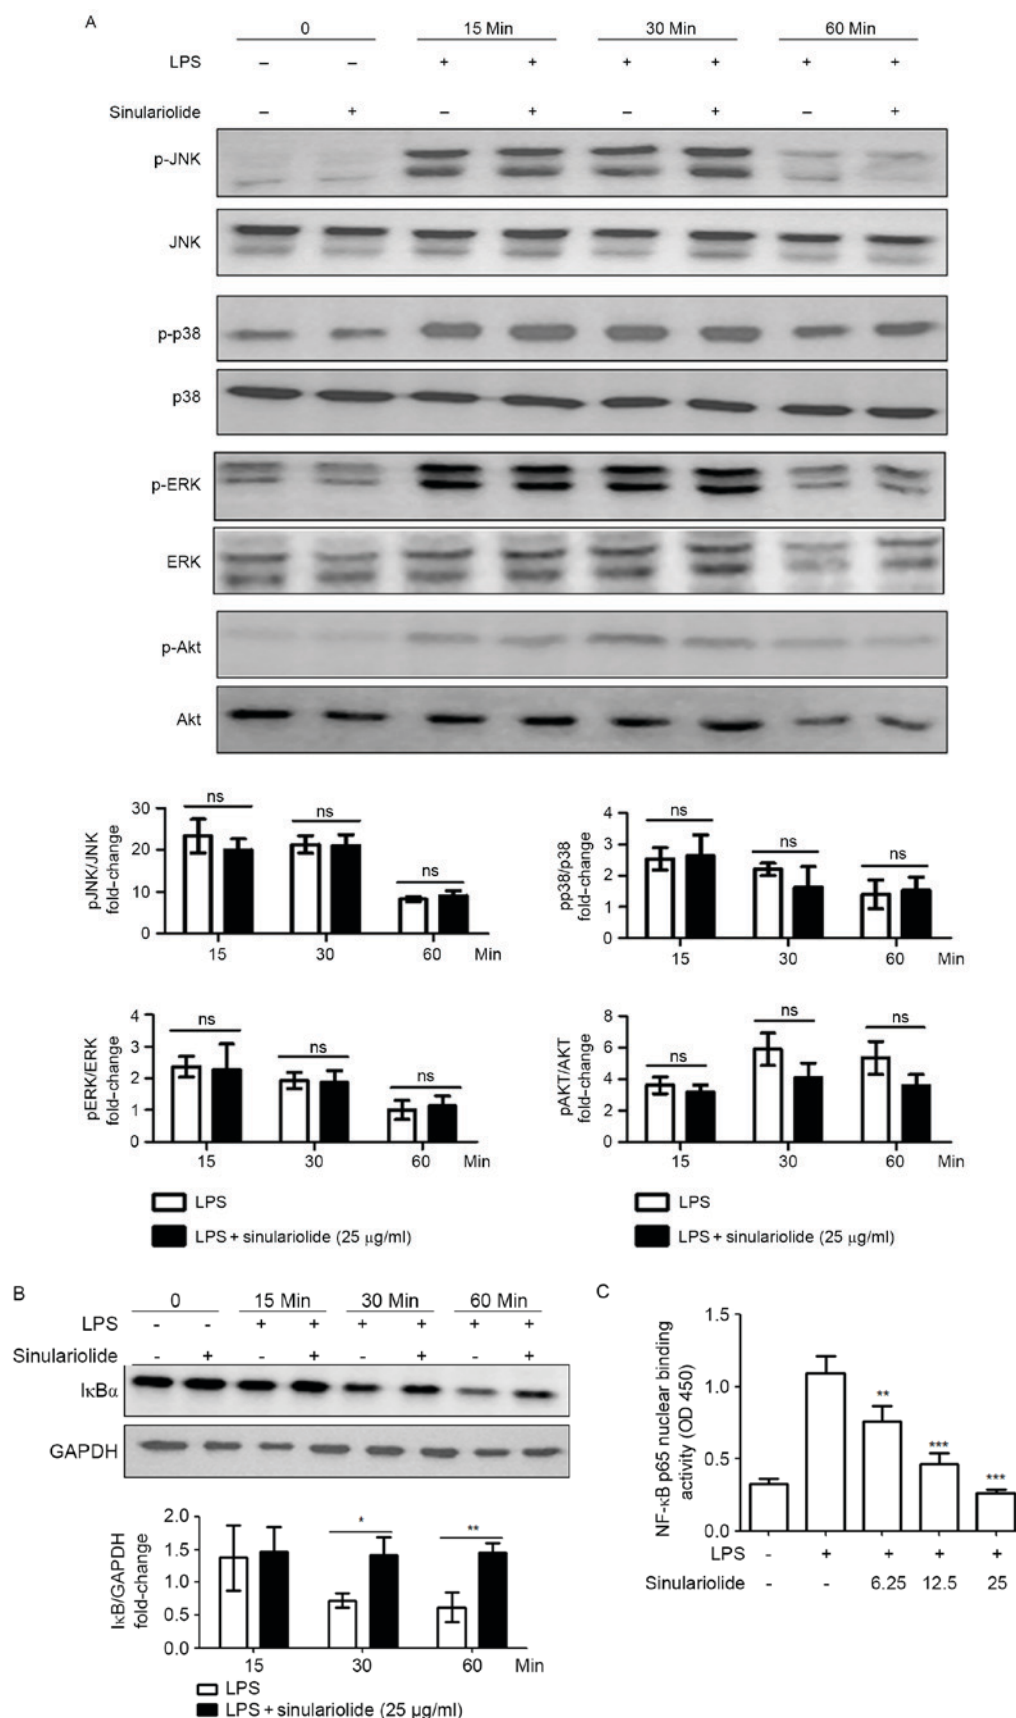 A
0 15 Min 30 Min 60 Min
LPS – – + + + + + +
Sinulariolide – + – + – + – +
p-JNK
JNK
p-p38
p38
p-ERK
ERK
p-Akt
Akt
pJNK/JNK
fold-change
30
20
10
0
ns
ns
ns
15 30 60 Min
pp38/p38
fold-change
4
3
2
1
0
ns
ns
ns
15 30 60 Min
pERK/ERK
fold-change
4
3
2
1
0
ns
ns
ns
15 30 60 Min
pAKT/AKT
fold-change
8
6
4
2
0
ns
ns
ns
15 30 60 Min
LPS
LPS + sinulariolide (25 µg/ml)
LPS
LPS + sinulariolide (25 µg/ml)
B
0 15 Min 30 Min 60 Min
LPS - - + + + + + +
Sinulariolide - + - + - + - +
IκBα
GAPDH
IκB/GAPDH
fold-change
2.0
1.5
1.0
0.5
0.0
*
**
15 30 60 Min
LPS
LPS + sinulariolide (25 µg/ml)
C
NF-κB p65 nuclear binding
activity (OD 450)
1.5
1.0
0.5
0.0
**
***
***
LPS - + + + +
Sinulariolide - - 6.25 12.5 25